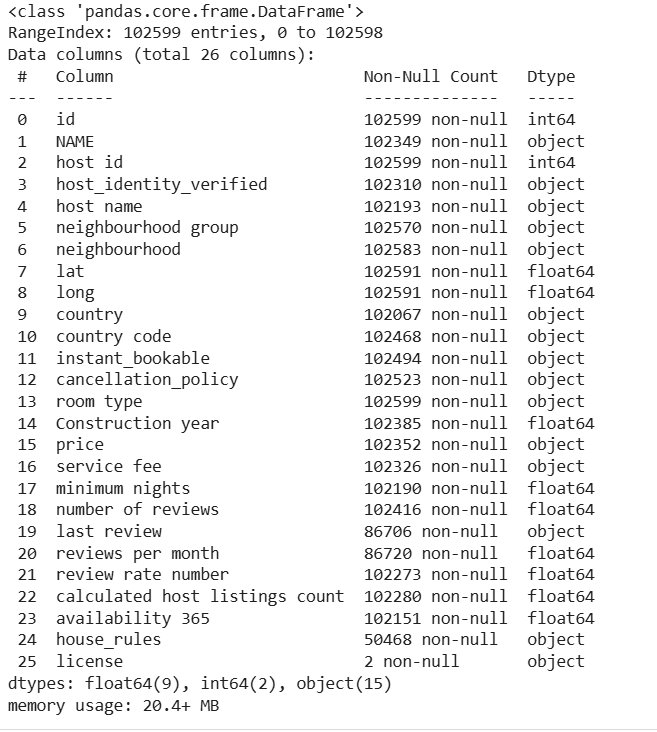 <class 'pandas.core.frame.DataFrame'>
RangeIndex: 102599 entries, 0 to 102598
Data columns (total 26 columns):
 #   Column                          Non-Null Count   Dtype
---  ------                          --------------   -----
 0   id                              102599 non-null  int64
 1   NAME                            102349 non-null  object
 2   host id                         102599 non-null  int64
 3   host_identity_verified          102310 non-null  object
 4   host name                       102193 non-null  object
 5   neighbourhood group             102570 non-null  object
 6   neighbourhood                   102583 non-null  object
 7   lat                             102591 non-null  float64
 8   long                            102591 non-null  float64
 9   country                         102067 non-null  object
 10  country code                    102468 non-null  object
 11  instant_bookable                102494 non-null  object
 12  cancellation_policy             102523 non-null  object
 13  room type                       102599 non-null  object
 14  Construction year               102385 non-null  float64
 15  price                           102352 non-null  object
 16  service fee                     102326 non-null  object
 17  minimum nights                  102190 non-null  float64
 18  number of reviews               102416 non-null  float64
 19  last review                     86706 non-null   object
 20  reviews per month               86720 non-null   float64
 21  review rate number              102273 non-null  float64
 22  calculated host listings count  102280 non-null  float64
 23  availability 365                102151 non-null  float64
 24  house_rules                     50468 non-null   object
 25  license                         2 non-null       object
dtypes: float64(9), int64(2), object(15)
memory usage: 20.4+ MB